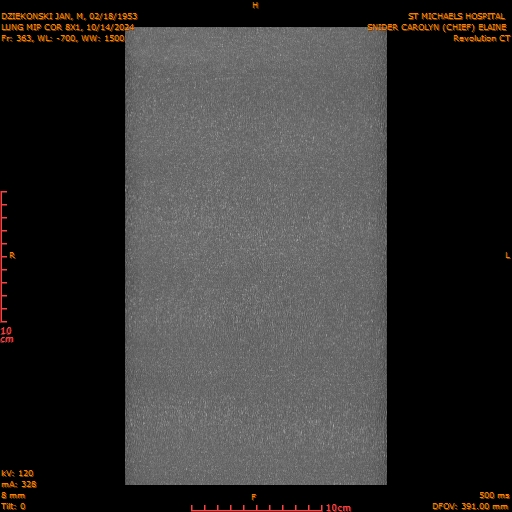 H
DZIEKONSKI JAN, M, 02/18/1953
ST MICHAELS HOSPITAL
LUNG MIP COR 8X1, 10/14/2024
SNIDER CAROLYN (CHIEF) ELAINE
Fr: 363, WL: -700, WW: 1500
Revolution CT
R
L
10
cm
kV: 120
mA: 328
8 mm
F
500 ms
Tilt: 0
10cm
DFOV: 391.00 mm